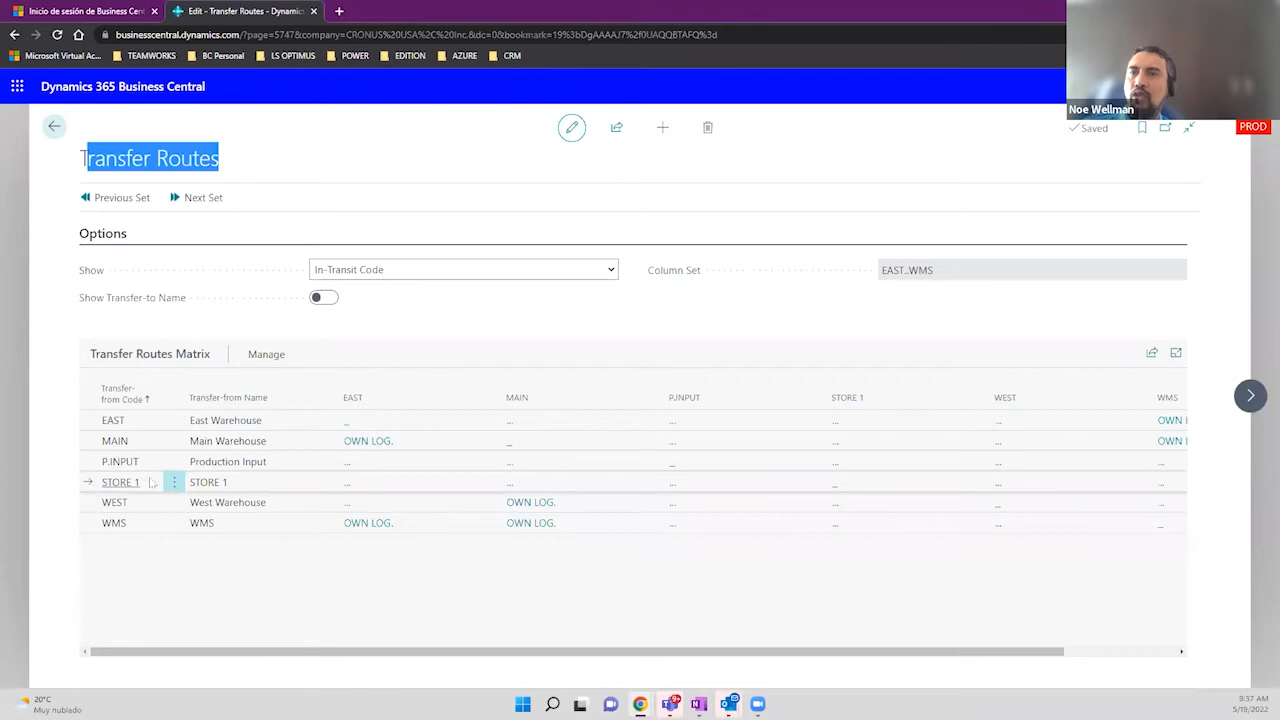 Inicio de sesión de Business Cent
Edit - Transfer Routes - Dynamic
businesscentral.dynamics.com/?page=5747&company=CRONUS%20USA%2C%20Inc.&dc=0&bookmark=19%3bDgAAAAJ7%2f0UAQQBTAFQ%3d
Microsoft Virtual Ac...
TEAMWORKS
BC Personal
LS OPTIMUS
POWER
EDITION
AZURE
CRM
Dynamics 365 Business Central
Noe Wellman
Saved
PROD
Transfer Routes
Previous Set
Next Set
Options
Show
In-Transit Code
Column Set
EAST..WMS
Show Transfer-to Name
Transfer Routes Matrix
Manage
Transfer-
from Code ↑
Transfer-from Name
EAST
MAIN
P.INPUT
STORE 1
WEST
WMS
EAST East Warehouse _ ... ... ... ... OWN
MAIN Main Warehouse OWN LOG. _ ... ... ... OWN
P.INPUT Production Input ... ... _ ... ... ...
STORE 1 STORE 1 ... ... ... _ ... ...
WEST West Warehouse ... OWN LOG. ... ... _ ...
WMS WMS OWN LOG. OWN LOG. ... ... ... _
20°C
Muy nublado
9+
9:37 AM
5/19/2022